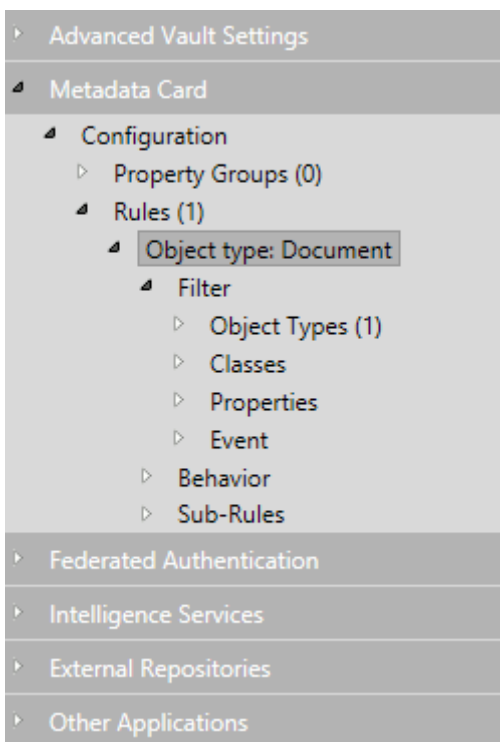 Advanced Vault Settings
Metadata Card
Configuration
Property Groups (0)
Rules (1)
Object type: Document
Filter
Object Types (1)
Classes
Properties
Event
Behavior
Sub-Rules
Federated Authentication
Intelligence Services
External Repositories
Other Applications